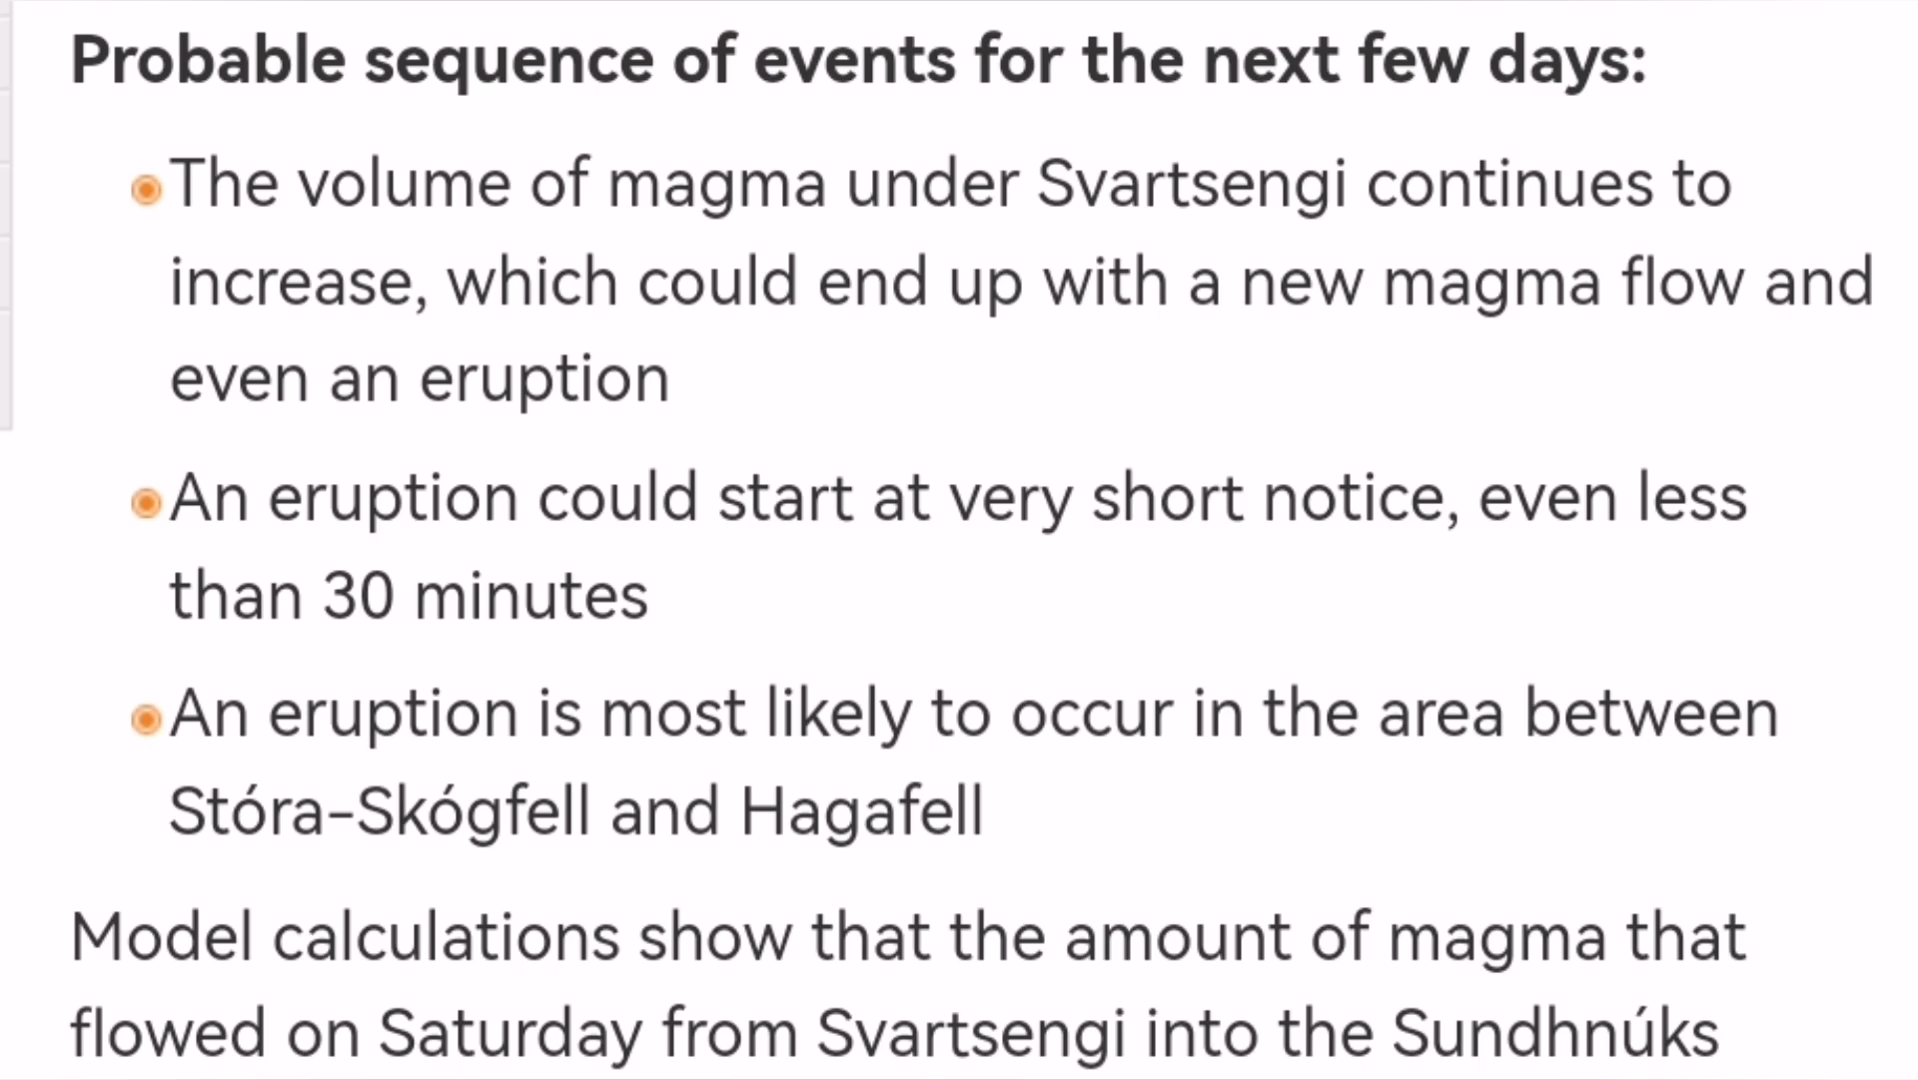 Probable sequence of events for the next few days:
The volume of magma under Svartsengi continues to
increase, which could end up with a new magma flow and
even an eruption
An eruption could start at very short notice, even less
than 30 minutes
An eruption is most likely to occur in the area between
Stóra-Skógfell and Hagafell
Model calculations show that the amount of magma that
flowed on Saturday from Svartsengi into the Sundhnúks